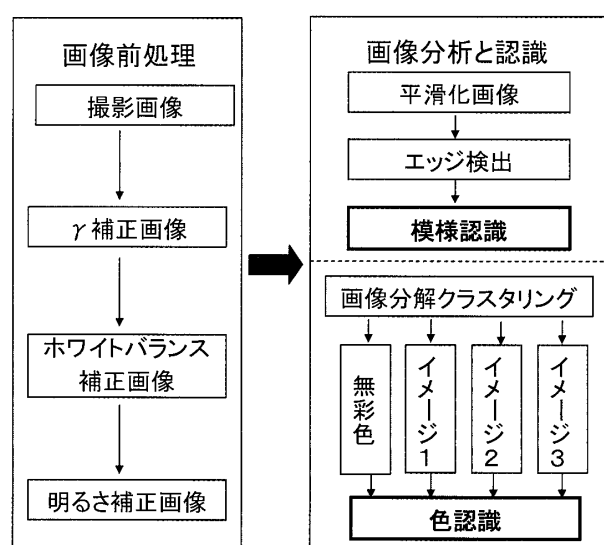 画像前処理
撮影画像
γ補正画像
ホワイトバランス
補正画像
明るさ補正画像
画像分析と認識
平滑化画像
エッジ検出
模様認識
画像分解クラスタリング
無彩色
イメージ1
イメージ2
イメージ3
色認識